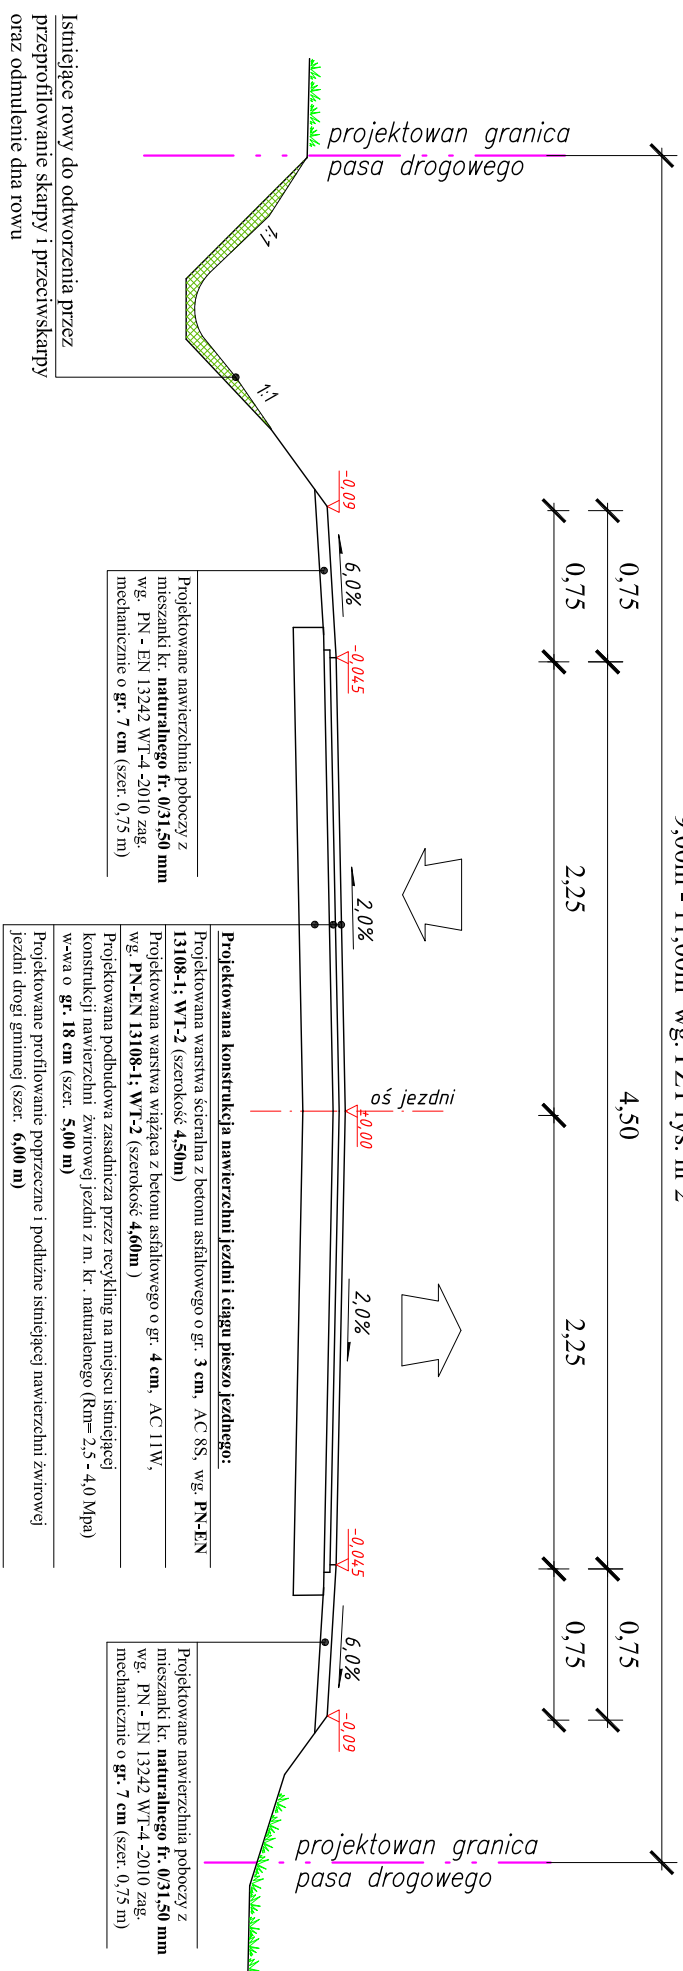 9,00m - 11,00m wg. PZT rys. nr 2
4,50
0,75
0,75
0,75
2,25
2,25
0,75
projektowan granica
pasa drogowego
projektowan granica
pasa drogowego
oś jezdni
1:1
1:1
-0,09
6,0%
-0,045
2,0%
±0,00
2,0%
-0,045
6,0%
-0,09
Istniejące rowy do odtworzenia przez
przeprofilowanie skarpy i przeciwskarpy
oraz odmulenie dna rowu
Projektowane nawierzchnia poboczy z
mieszanki kr. naturalnego fr. 0/31,50 mm
wg. PN - EN 13242 WT-4 -2010 zag.
mechanicznie o gr. 7 cm (szer. 0,75 m)
Projektowana konstrukcja nawierzchni jezdni i ciągu pieszo jezdnego:
Projektowana warstwa ścieralna z betonu asfaltowego o gr. 3 cm, AC 8S, wg. PN-EN
13108-1; WT-2 (szerokość 4,50m)
Projektowana warstwa wiążąca z betonu asfaltowego o gr. 4 cm, AC 11W,
wg. PN-EN 13108-1; WT-2 (szerokość 4,60m )
Projektowana podbudowa zasadnicza przez recykling na miejscu istniejącej
konstrukcji nawierzchni żwirowej jezdni z m. kr . naturalenego (Rm= 2,5 - 4,0 Mpa)
w-wa o gr. 18 cm (szer. 5,00 m)
Projektowane profilowanie poprzeczne i podłużne istniejącej nawierzchni żwirowej
jezdni drogi gminnej (szer. 6,00 m)
Projektowane nawierzchnia poboczy z
mieszanki kr. naturalnego fr. 0/31,50 mm
wg. PN - EN 13242 WT-4 -2010 zag.
mechanicznie o gr. 7 cm (szer. 0,75 m)